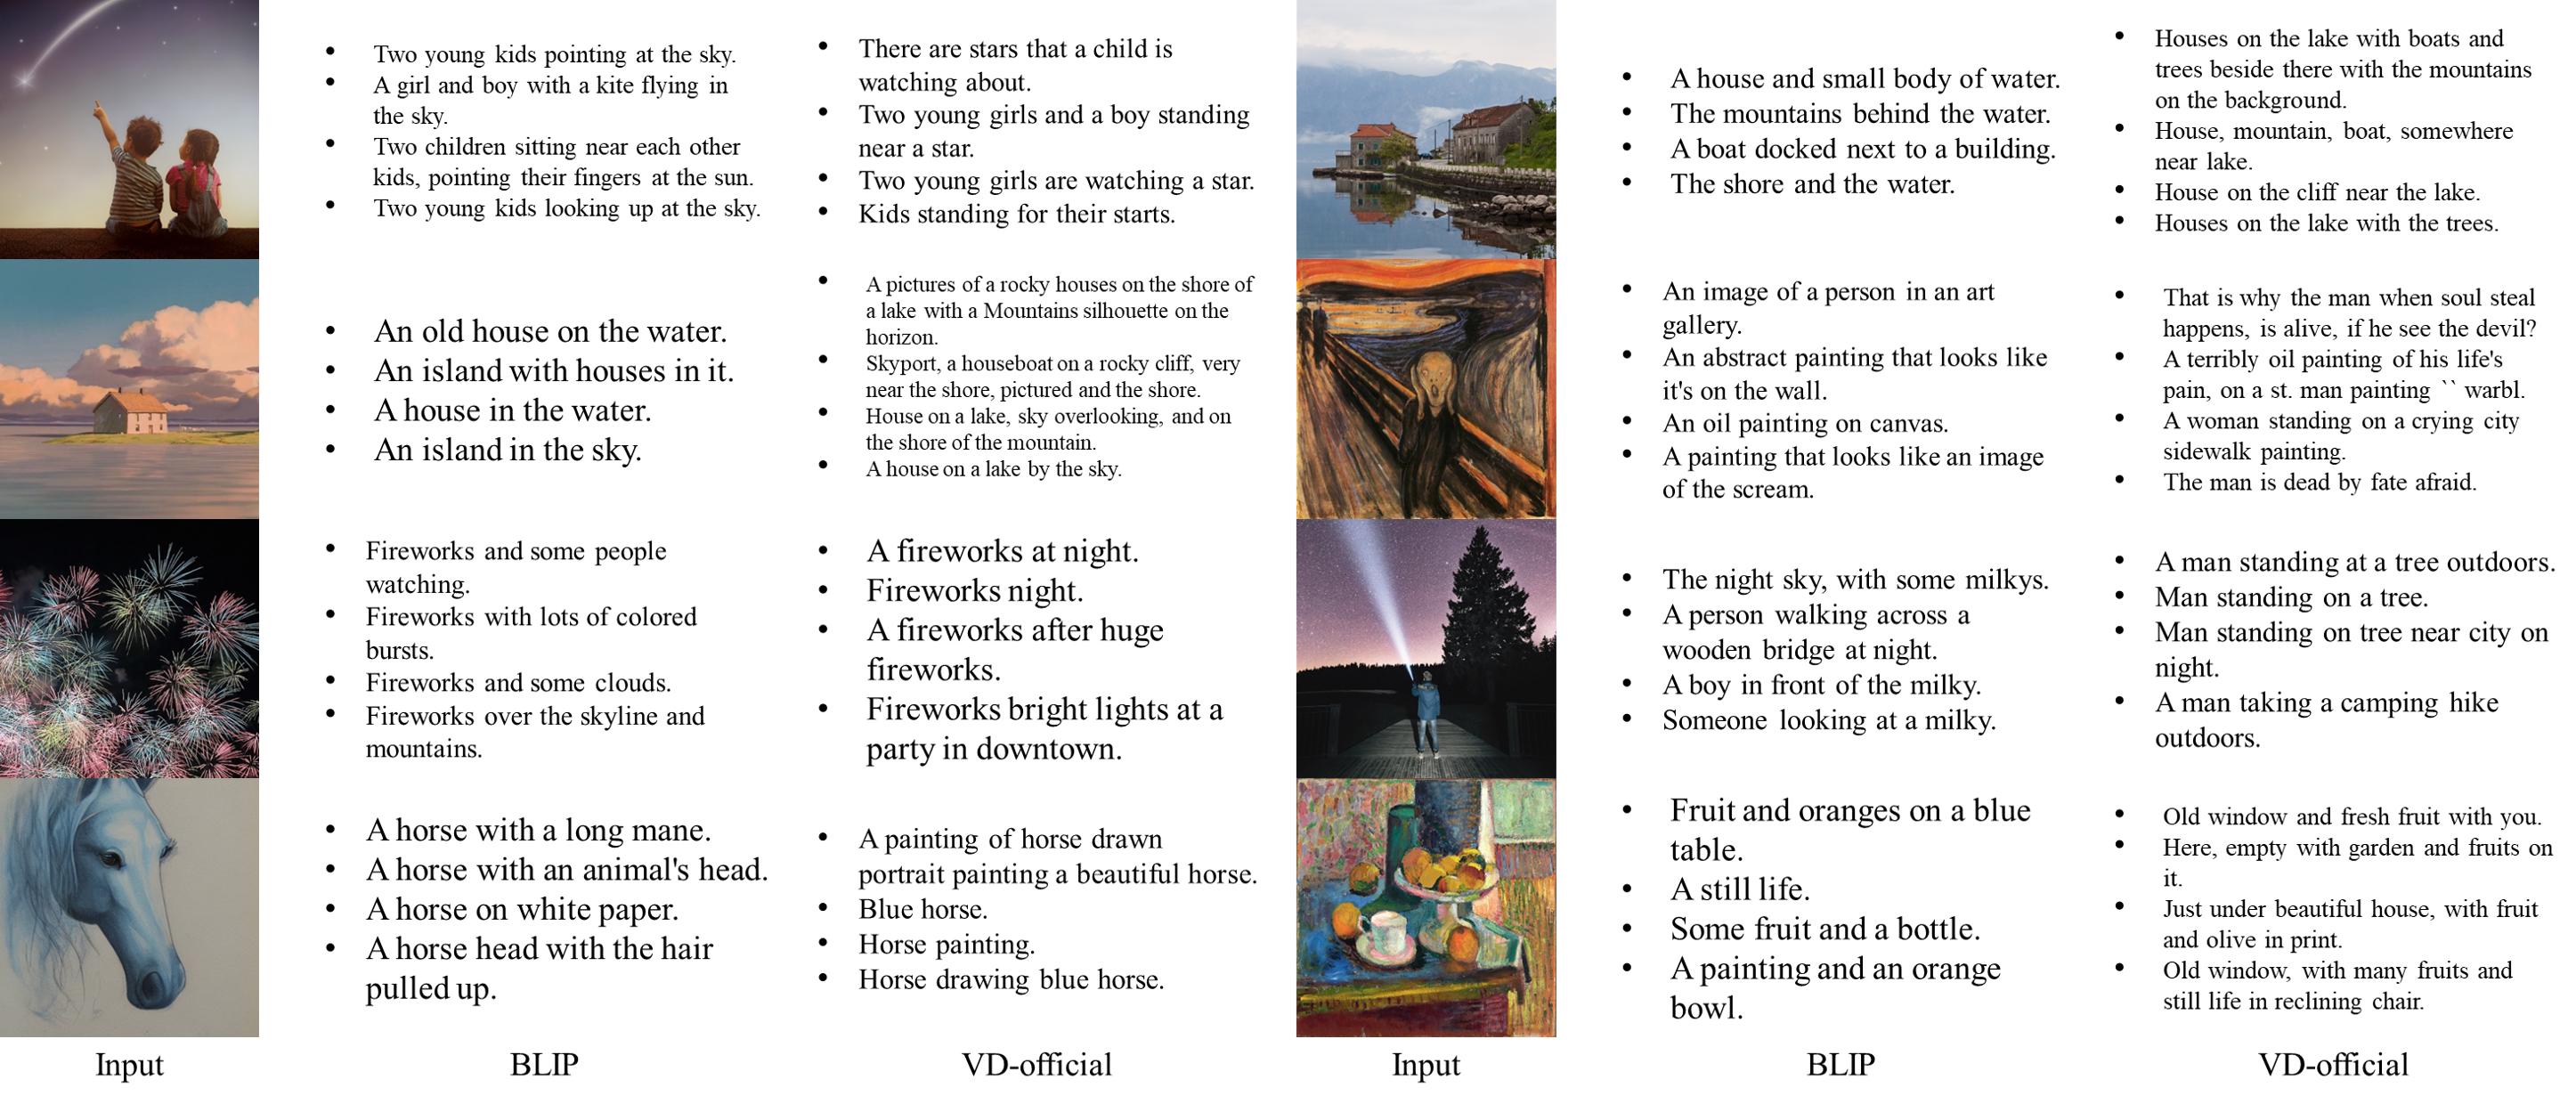 • Two young kids pointing at the sky.
• A girl and boy with a kite flying in
the sky.
• Two children sitting near each other
kids, pointing their fingers at the sun.
• Two young kids looking up at the sky.
• There are stars that a child is
watching about.
• Two young girls and a boy standing
near a star.
• Two young girls are watching a star.
• Kids standing for their starts.
• A house and small body of water.
• The mountains behind the water.
• A boat docked next to a building.
• The shore and the water.
• Houses on the lake with boats and
trees beside there with the mountains
on the background.
• House, mountain, boat, somewhere
near lake.
• House on the cliff near the lake.
• Houses on the lake with the trees.
• An old house on the water.
• An island with houses in it.
• A house in the water.
• An island in the sky.
• A pictures of a rocky houses on the shore of
a lake with a Mountains silhouette on the
horizon.
• Skyport, a houseboat on a rocky cliff, very
near the shore, pictured and the shore.
• House on a lake, sky overlooking, and on
the shore of the mountain.
• A house on a lake by the sky.
• An image of a person in an art
gallery.
• An abstract painting that looks like
it's on the wall.
• An oil painting on canvas.
• A painting that looks like an image
of the scream.
• That is why the man when soul steal
happens, is alive, if he see the devil?
• A terribly oil painting of his life's
pain, on a st. man painting `` warbl.
• A woman standing on a crying city
sidewalk painting.
• The man is dead by fate afraid.
• Fireworks and some people
watching.
• Fireworks with lots of colored
bursts.
• Fireworks and some clouds.
• Fireworks over the skyline and
mountains.
• A fireworks at night.
• Fireworks night.
• A fireworks after huge
fireworks.
• Fireworks bright lights at a
party in downtown.
• The night sky, with some milkys.
• A person walking across a
wooden bridge at night.
• A boy in front of the milky.
• Someone looking at a milky.
• A man standing at a tree outdoors.
• Man standing on a tree.
• Man standing on tree near city on
night.
• A man taking a camping hike
outdoors.
• A horse with a long mane.
• A horse with an animal's head.
• A horse on white paper.
• A horse head with the hair
pulled up.
• A painting of horse drawn
portrait painting a beautiful horse.
• Blue horse.
• Horse painting.
• Horse drawing blue horse.
• Fruit and oranges on a blue
table.
• A still life.
• Some fruit and a bottle.
• A painting and an orange
bowl.
• Old window and fresh fruit with you.
• Here, empty with garden and fruits on
it.
• Just under beautiful house, with fruit
and olive in print.
• Old window, with many fruits and
still life in reclining chair.
Input
BLIP
VD-official
Input
BLIP
VD-official